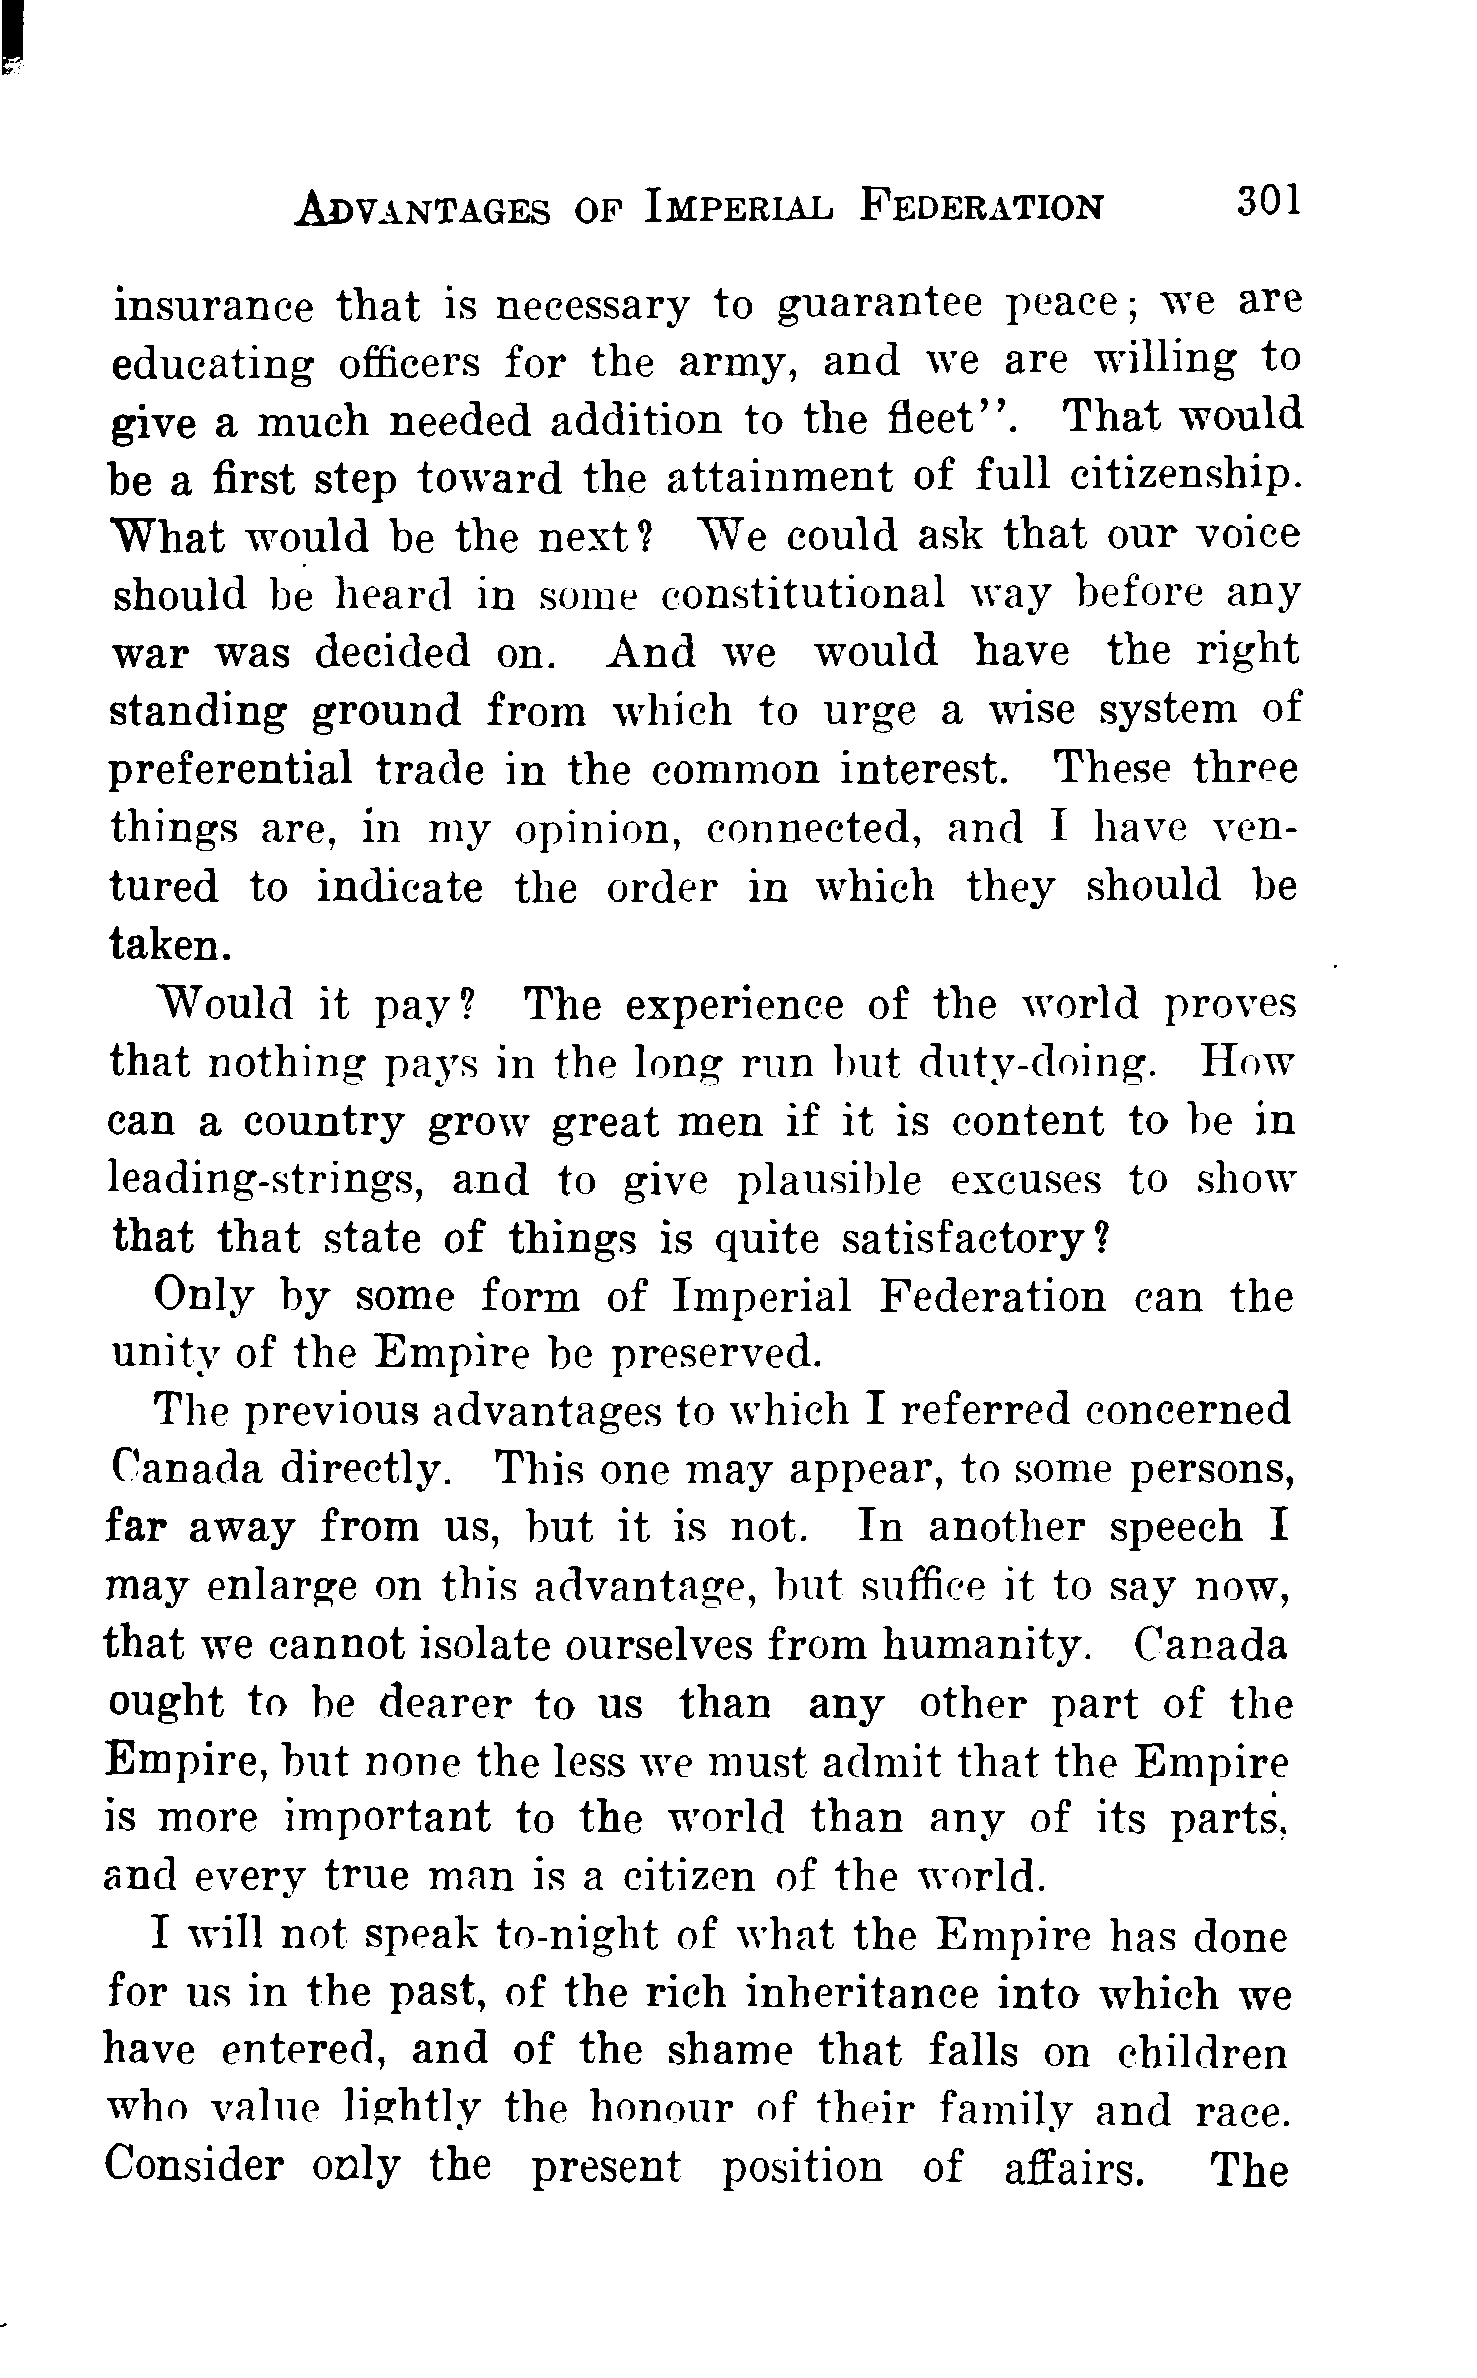 ADVANTAGES OF IMPERIAL FEDERATION 301
insurance that is necessary to guarantee peace; we are
educating officers for the army, and we are willing to
give a much needed addition to the fleet''. That would
be a first step toward the attainment of full citizenship.
What would be the next? We could ask that our voice
should be heard in some constitutional way before any
war was decided on. And we would have the right
standing ground from which to urge a wise system of
preferential trade in the common interest. These three
things are, in my opinion, connected, and I have ven-
tured to indicate the order in which they should be
taken.
Would it pay? The experience of the world proves
that nothing pays in the long run but duty-doing. How
can a country grow great men if it is content to be in
leading-strings, and to give plausible excuses to show
that that state of things is quite satisfactory?
Only by some form of Imperial Federation can the
unity of the Empire be preserved.
The previous advantages to which I referred concerned
Canada directly. This one may appear, to some persons,
far away from us, but it is not. In another speech I
may enlarge on this advantage, but suffice it to say now,
that we cannot isolate ourselves from humanity. Canada
ought to be dearer to us than any other part of the
Empire, but none the less we must admit that the Empire
is more important to the world than any of its parts,
and every true man is a citizen of the world.
I will not speak to-night of what the Empire has done
for us in the past, of the rich inheritance into which we
have entered, and of the shame that falls on children
who value lightly the honour of their family and race.
Consider only the present position of affairs. The